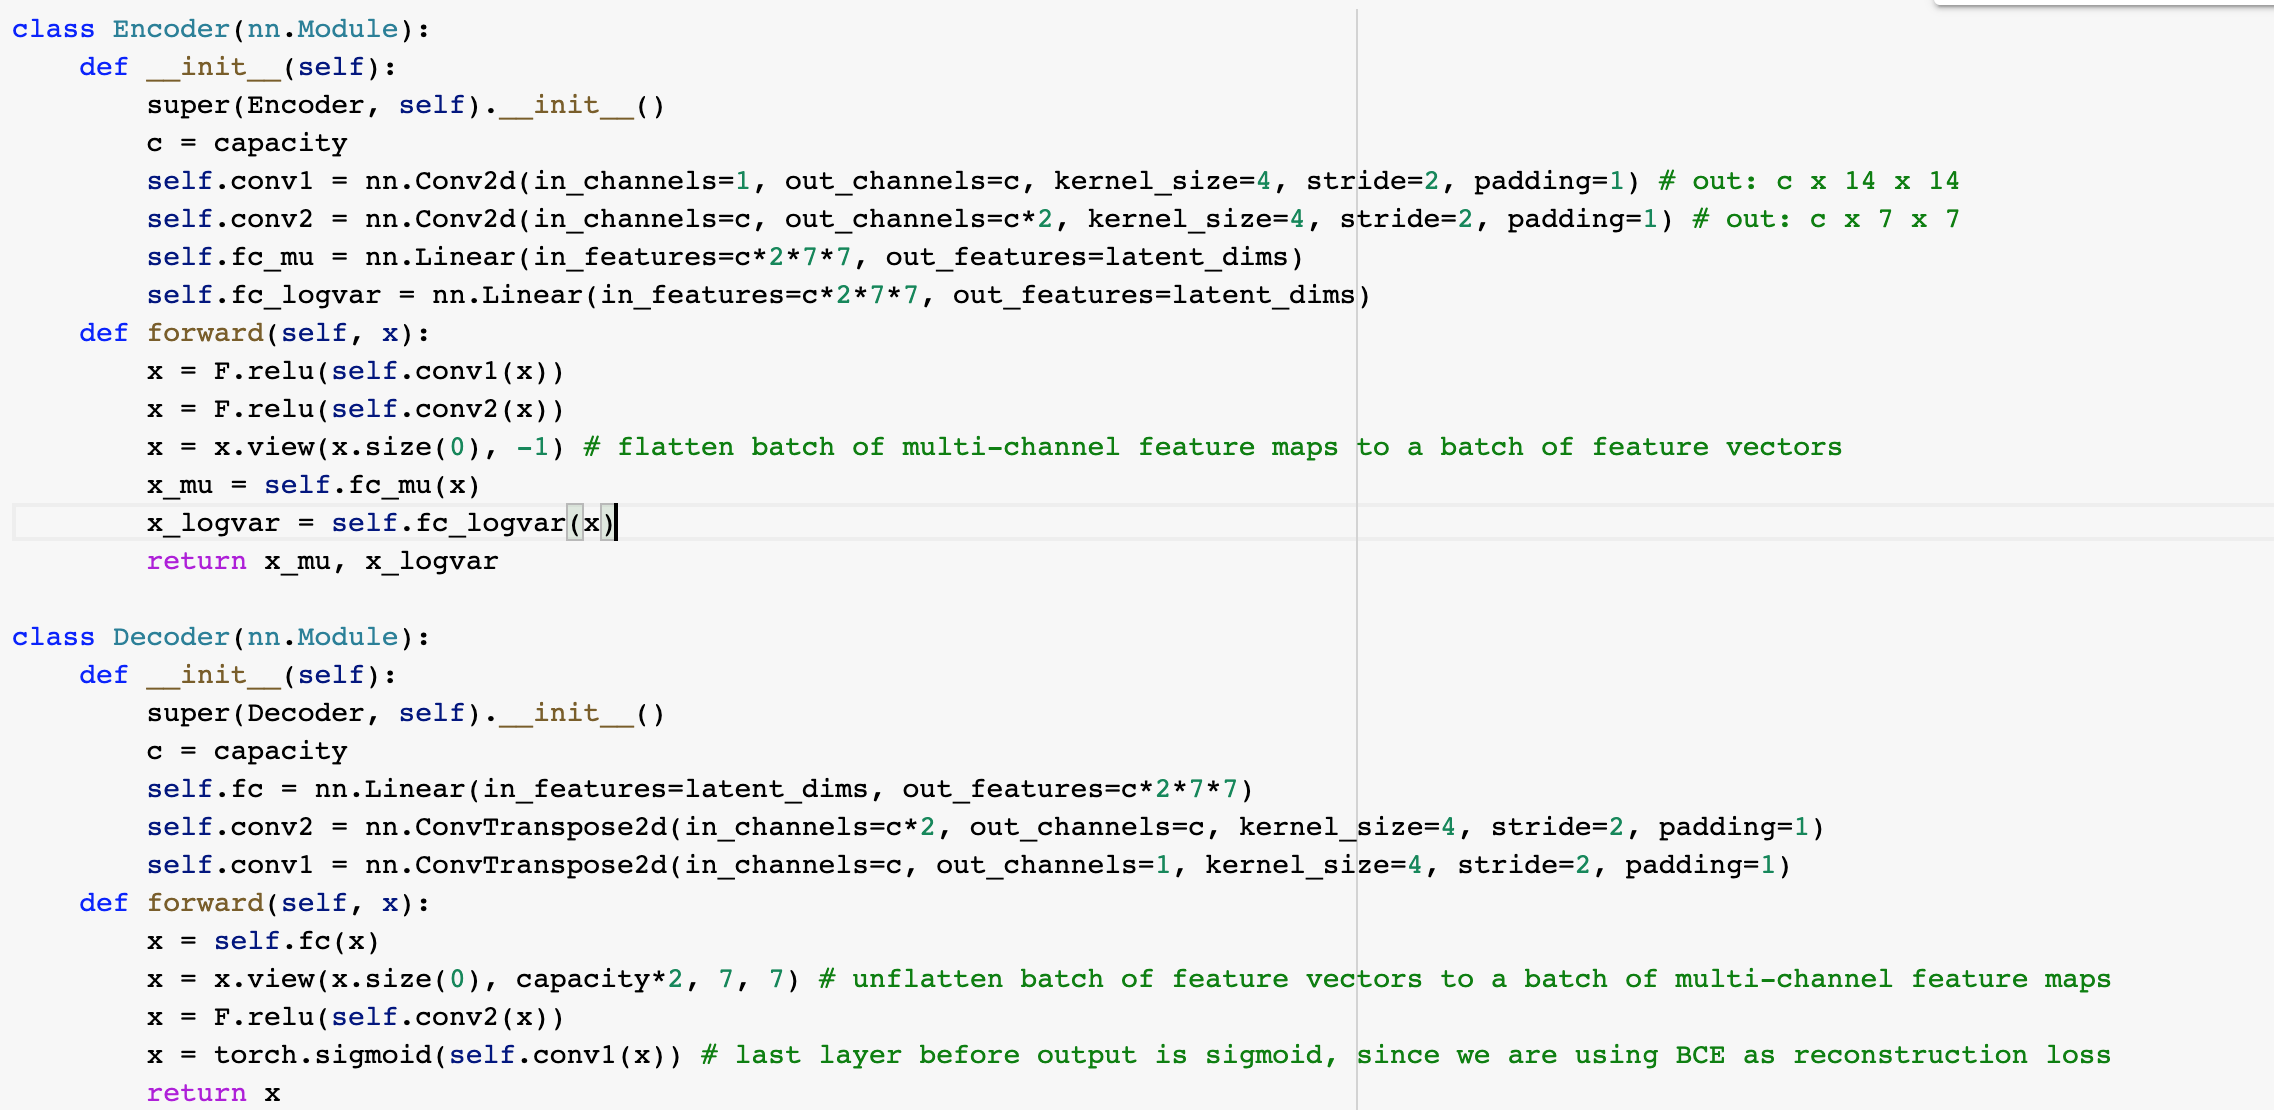 class Encoder(nn.Module):
    def __init__(self):
        super(Encoder, self).__init__()
        c = capacity
        self.conv1 = nn.Conv2d(in_channels=1, out_channels=c, kernel_size=4, stride=2, padding=1) # out: c x 14 x 14
        self.conv2 = nn.Conv2d(in_channels=c, out_channels=c*2, kernel_size=4, stride=2, padding=1) # out: c x 7 x 7
        self.fc_mu = nn.Linear(in_features=c*2*7*7, out_features=latent_dims)
        self.fc_logvar = nn.Linear(in_features=c*2*7*7, out_features=latent_dims)
    def forward(self, x):
        x = F.relu(self.conv1(x))
        x = F.relu(self.conv2(x))
        x = x.view(x.size(0), -1) # flatten batch of multi-channel feature maps to a batch of feature vectors
        x_mu = self.fc_mu(x)
        x_logvar = self.fc_logvar(x)
        return x_mu, x_logvar

class Decoder(nn.Module):
    def __init__(self):
        super(Decoder, self).__init__()
        c = capacity
        self.fc = nn.Linear(in_features=latent_dims, out_features=c*2*7*7)
        self.conv2 = nn.ConvTranspose2d(in_channels=c*2, out_channels=c, kernel_size=4, stride=2, padding=1)
        self.conv1 = nn.ConvTranspose2d(in_channels=c, out_channels=1, kernel_size=4, stride=2, padding=1)
    def forward(self, x):
        x = self.fc(x)
        x = x.view(x.size(0), capacity*2, 7, 7) # unflatten batch of feature vectors to a batch of multi-channel feature maps
        x = F.relu(self.conv2(x))
        x = torch.sigmoid(self.conv1(x)) # last layer before output is sigmoid, since we are using BCE as reconstruction loss
        return x